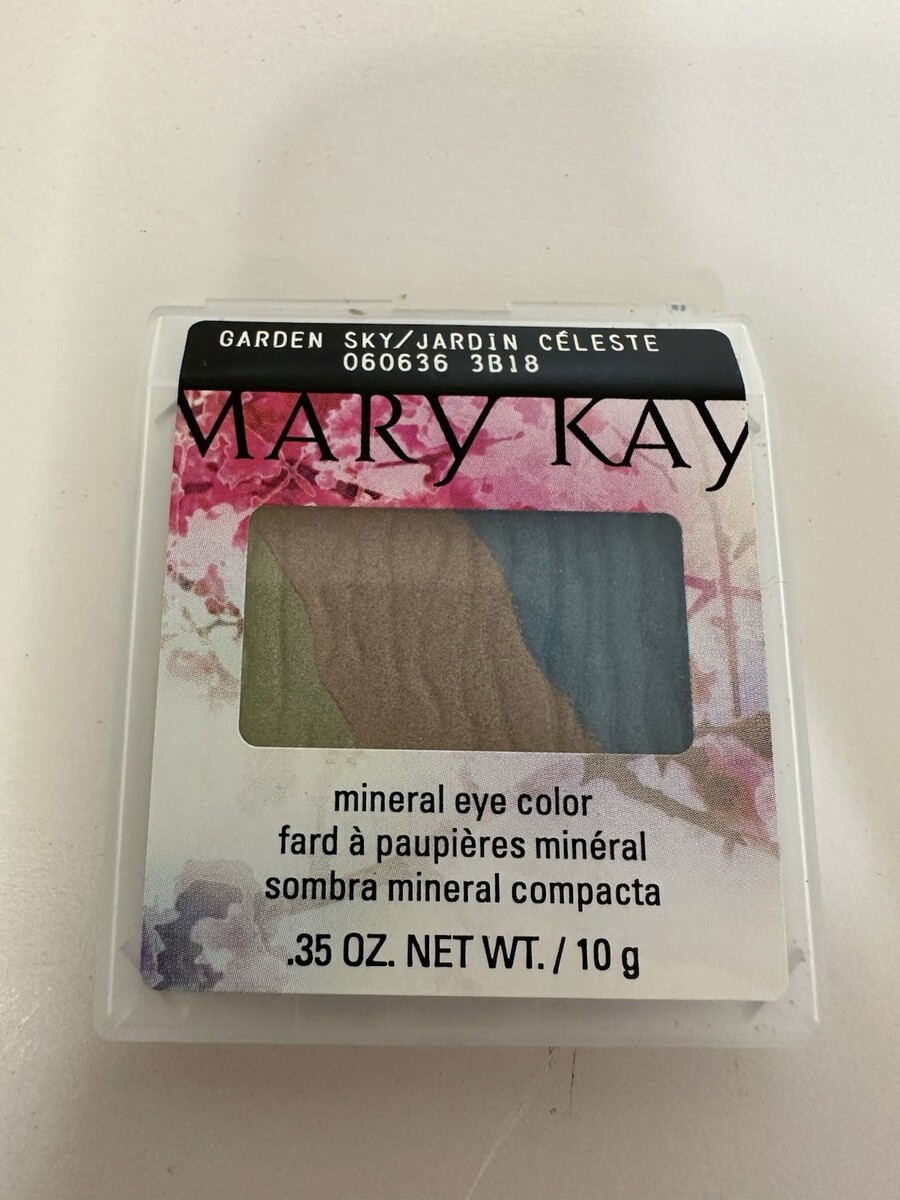 GARDEN SKY/JARDIN CÉLESTE
060636 3B18
MARY KAY
mineral eye color
fard à paupières minéral
sombra mineral compacta
.35 OZ. NET WT. / 10 g